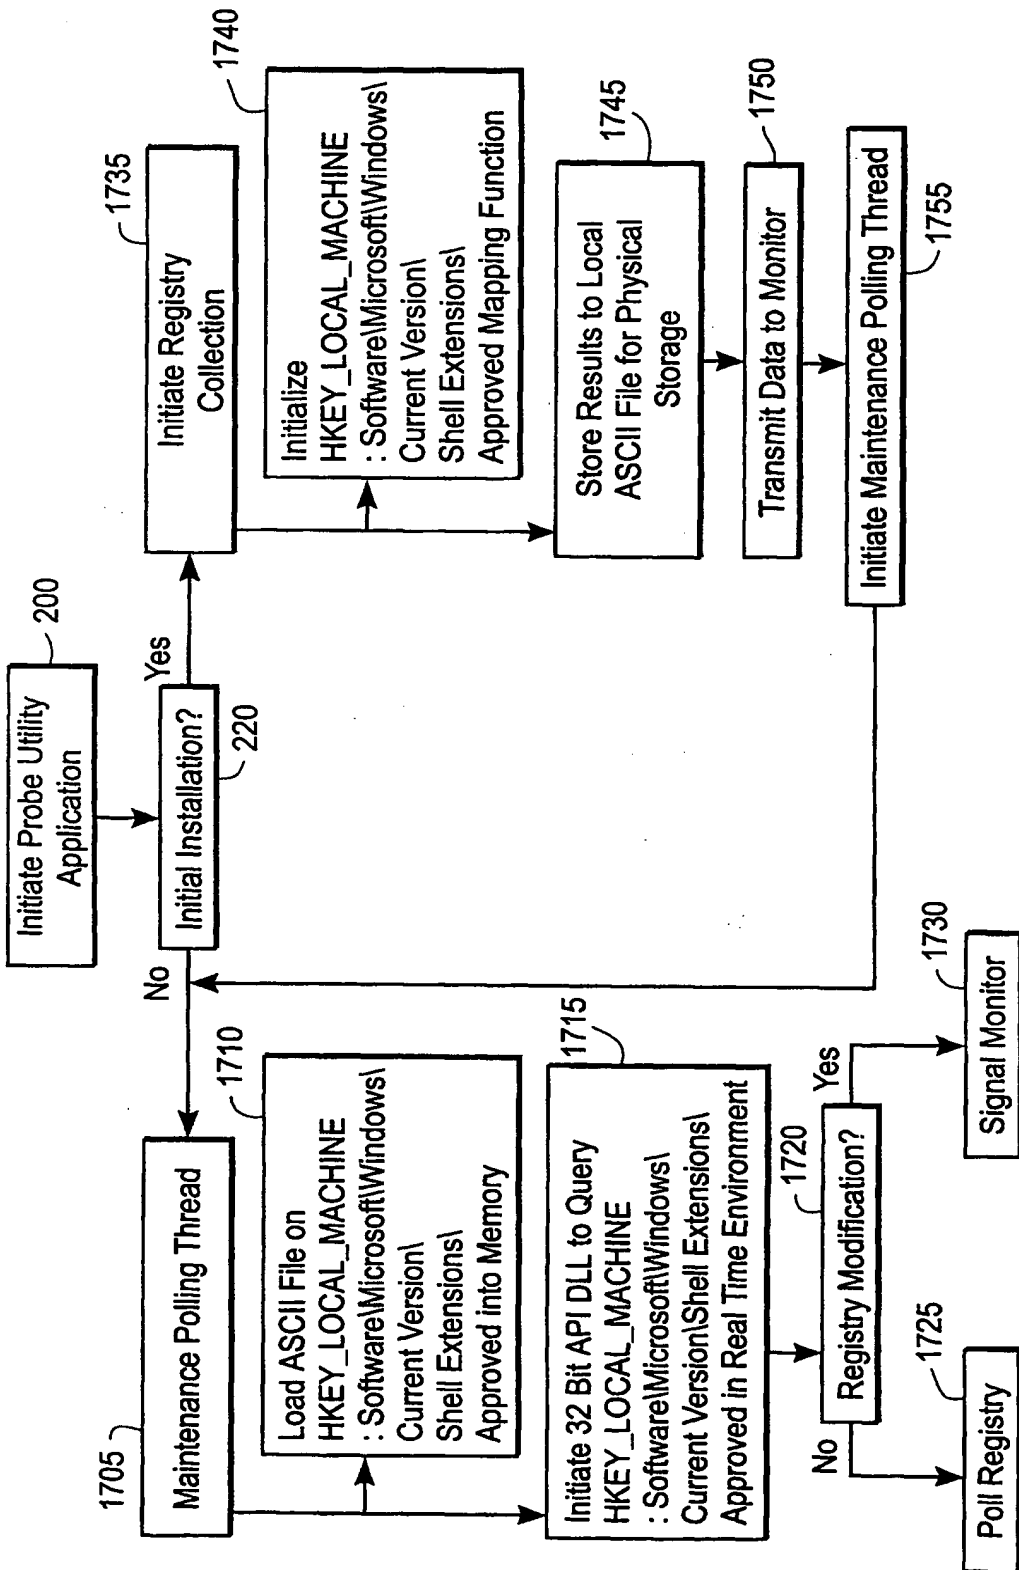 Initiate Probe Utility
Application
200
Initial Installation?
220
No
Yes
Maintenance Polling Thread
1705
Load ASCII File on
HKEY_LOCAL_MACHINE
: Software\Microsoft\Windows\
Current Version\
Shell Extensions\
Approved into Memory
1710
Initiate 32 Bit API DLL to Query
HKEY_LOCAL_MACHINE
: Software\Microsoft\Windows\
Current Version\Shell Extensions\
Approved in Real Time Environment
1715
Registry Modification?
1720
No
Yes
Poll Registry
1725
Signal Monitor
1730
Initiate Registry
Collection
1735
Initialize
HKEY_LOCAL_MACHINE
: Software\Microsoft\Windows\
Current Version\
Shell Extensions\
Approved Mapping Function
1740
Store Results to Local
ASCII File for Physical
Storage
1745
Transmit Data to Monitor
1750
Initiate Maintenance Polling Thread
1755